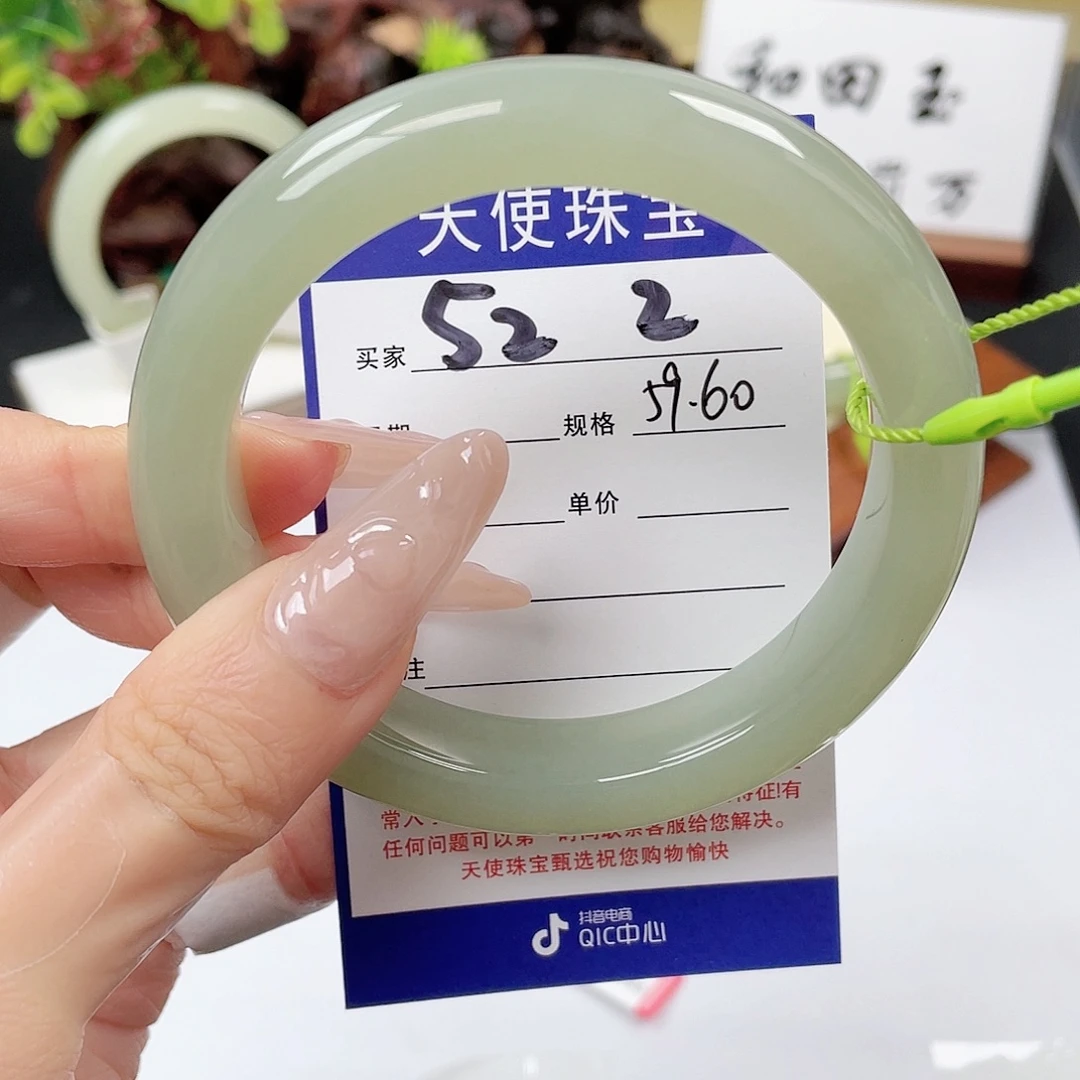 和田玉
万
天使珠宝
买家 52 2
规格 59.60
单价
注
特征!有
任何问题可以第一时间联系客服给您解决。
天使珠宝甄选祝您购物愉快
抖音电商
QIC中心